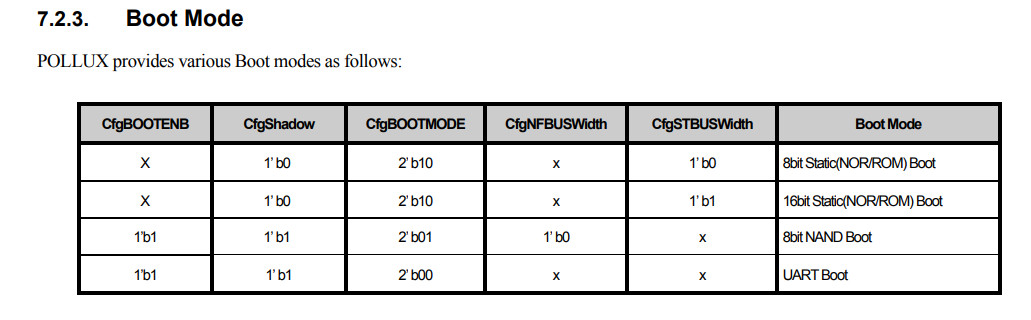 7.2.3. Boot Mode
POLLUX provides various Boot modes as follows:
CfgBOOTENB CfgShadow CfgBOOTMODE CfgNFBUSWidth CfgSTBUSWidth Boot Mode
X 1' b0 2' b10 x 1' b0 8bit Static(NOR/ROM) Boot
X 1' b0 2' b10 x 1' b1 16bit Static(NOR/ROM) Boot
1'b1 1' b1 2' b01 1' b0 x 8bit NAND Boot
1'b1 1' b1 2' b00 x x UART Boot